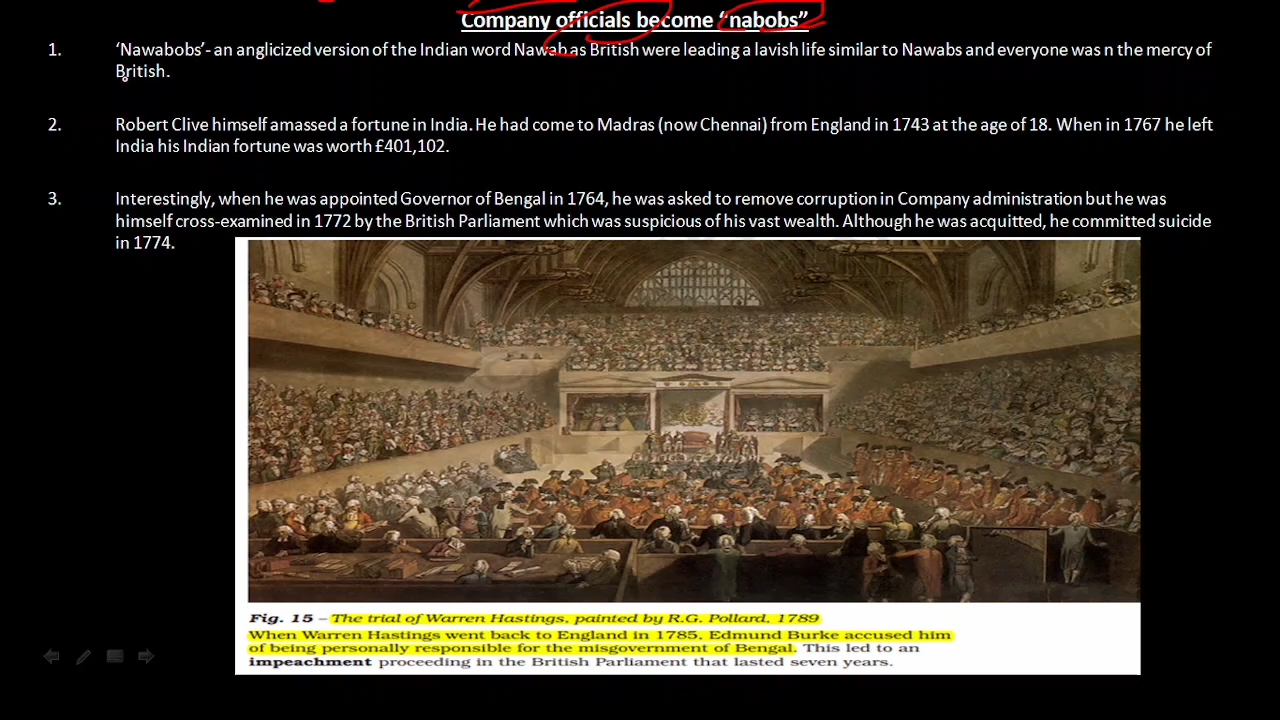 Company officials become “nabobs”
1. ‘Nawabobs’- an anglicized version of the Indian word Nawab as British were leading a lavish life similar to Nawabs and everyone was n the mercy of
British.
2. Robert Clive himself amassed a fortune in India. He had come to Madras (now Chennai) from England in 1743 at the age of 18. When in 1767 he left
India his Indian fortune was worth £401,102.
3. Interestingly, when he was appointed Governor of Bengal in 1764, he was asked to remove corruption in Company administration but he was
himself cross-examined in 1772 by the British Parliament which was suspicious of his vast wealth. Although he was acquitted, he committed suicide
in 1774.
Fig. 15 – The trial of Warren Hastings, painted by R.G. Pollard, 1789
When Warren Hastings went back to England in 1785, Edmund Burke accused him
of being personally responsible for the misgovernment of Bengal. This led to an
impeachment proceeding in the British Parliament that lasted seven years.